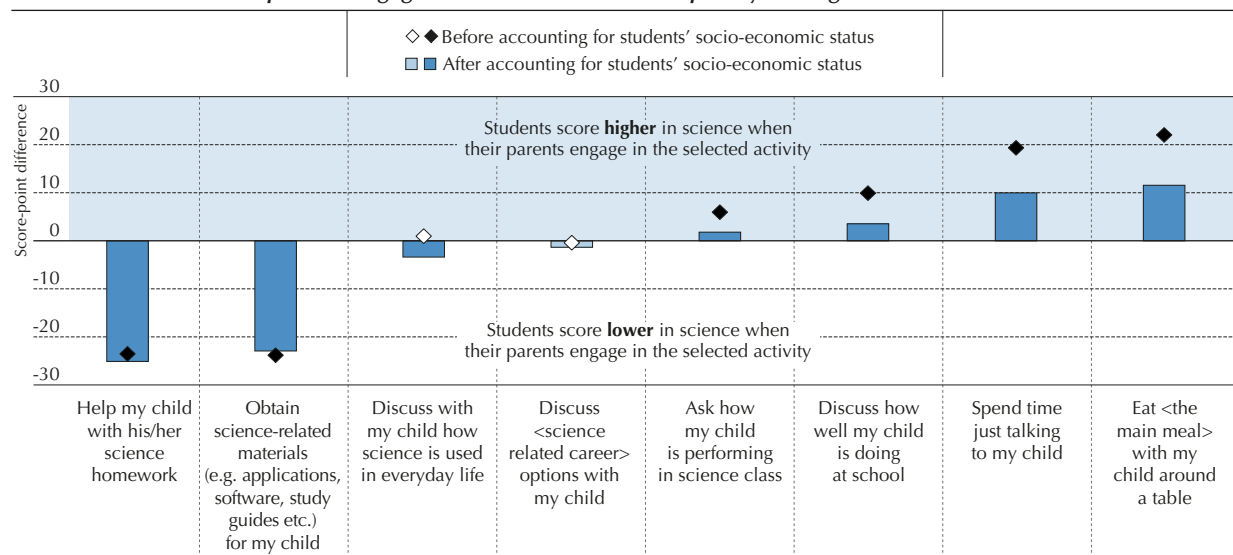 Before accounting for students' socio-economic status
After accounting for students' socio-economic status
Score-point difference
30
20
10
0
-10
-20
-30
Students score higher in science when
their parents engage in the selected activity
Students score lower in science when
their parents engage in the selected activity
Help my child
with his/her
science
homework
Obtain
science-related
materials
(e.g. applications,
software, study
guides etc.)
for my child
Discuss with
my child how
science is used
in everyday life
Discuss
<science
related career>
options with
my child
Ask how
my child
is performing
in science class
Discuss how
well my child
is doing
at school
Spend time
just talking
to my child
Eat <the
main meal>
with my
child around
a table